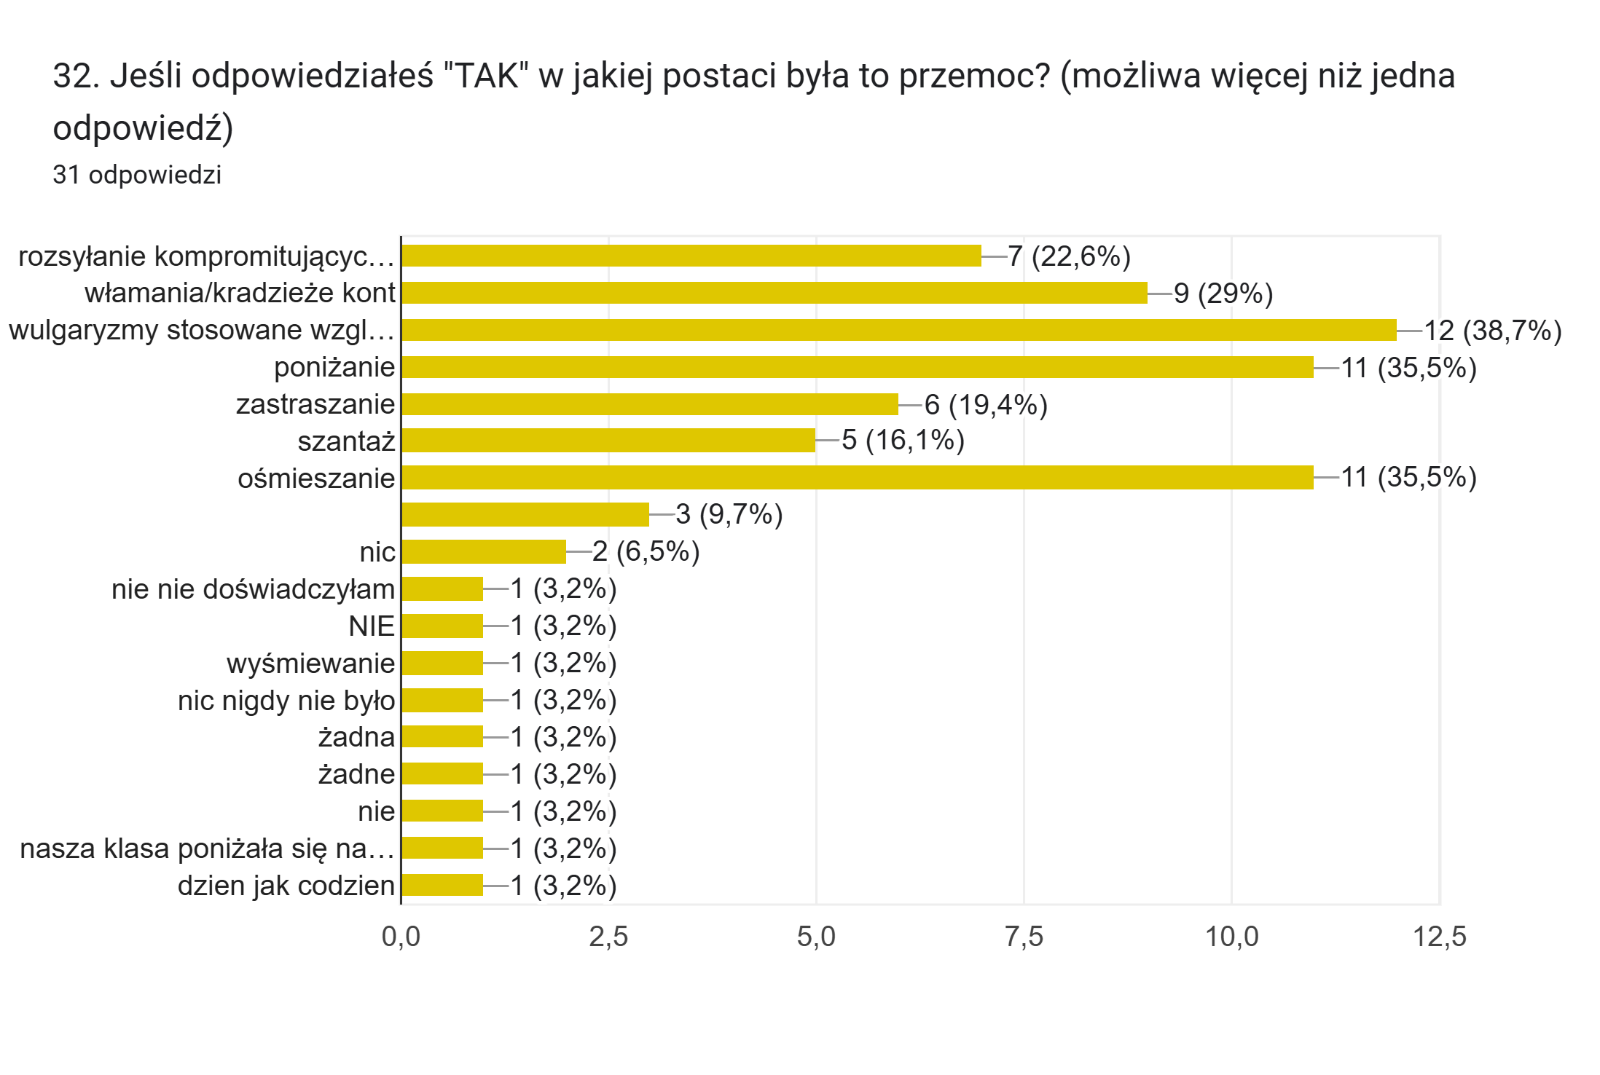 32. Jeśli odpowiedziałeś "TAK" w jakiej postaci była to przemoc? (możliwa więcej niż jedna
odpowiedź)
31 odpowiedzi
rozsyłanie kompromitującyc… 7 (22,6%)
włamania/kradzieże kont 9 (29%)
wulgaryzmy stosowane wzgl… 12 (38,7%)
poniżanie 11 (35,5%)
zastraszanie 6 (19,4%)
szantaż 5 (16,1%)
ośmieszanie 11 (35,5%)
3 (9,7%)
nic 2 (6,5%)
nie nie doświadczyłam 1 (3,2%)
NIE 1 (3,2%)
wyśmiewanie 1 (3,2%)
nic nigdy nie było 1 (3,2%)
żadna 1 (3,2%)
żadne 1 (3,2%)
nie 1 (3,2%)
nasza klasa poniżała się na… 1 (3,2%)
dzien jak codzien 1 (3,2%)
0,0 2,5 5,0 7,5 10,0 12,5